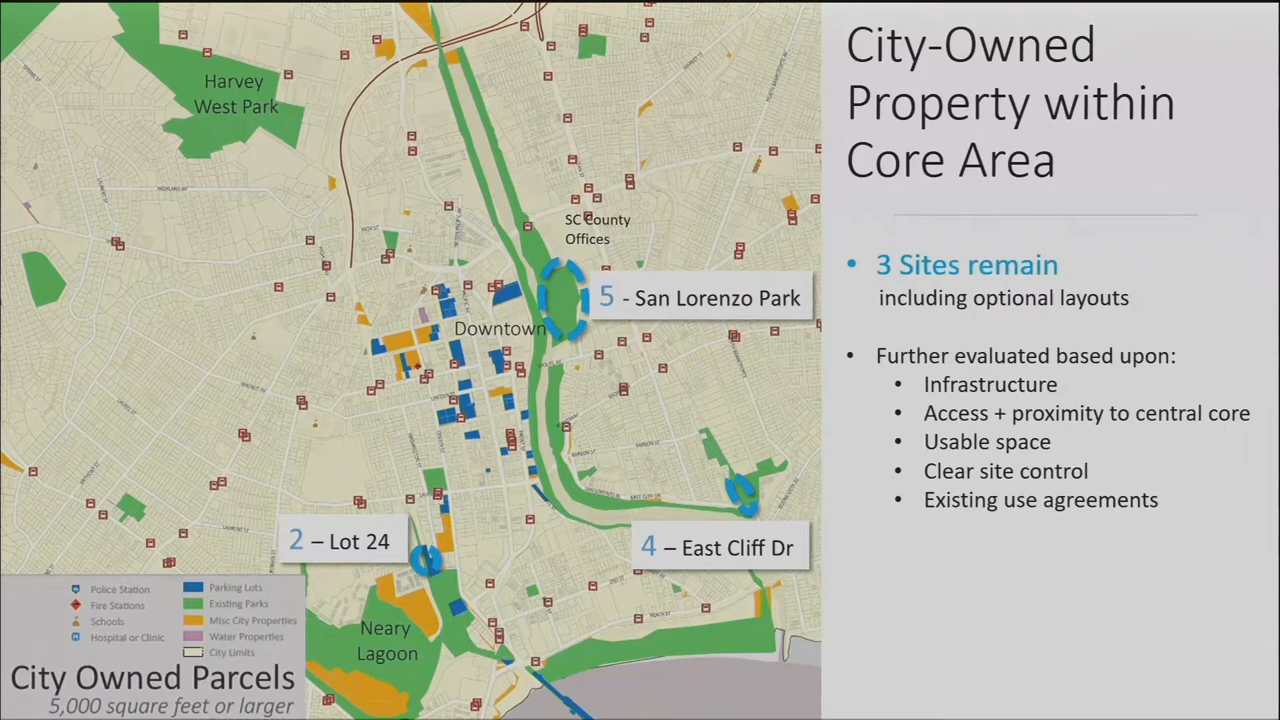 City-Owned
Property within
Core Area
• 3 Sites remain
including optional layouts
• Further evaluated based upon:
• Infrastructure
• Access + proximity to central core
• Usable space
• Clear site control
• Existing use agreements
Harvey
West Park
SC County
Offices
5 - San Lorenzo Park
Downtown
2 – Lot 24
4 – East Cliff Dr
Neary
Lagoon
Police Station
Fire Stations
Schools
Hospital or Clinic
Parking Lots
Existing Parks
Misc City Properties
Water Properties
City Limits
City Owned Parcels
5,000 square feet or larger